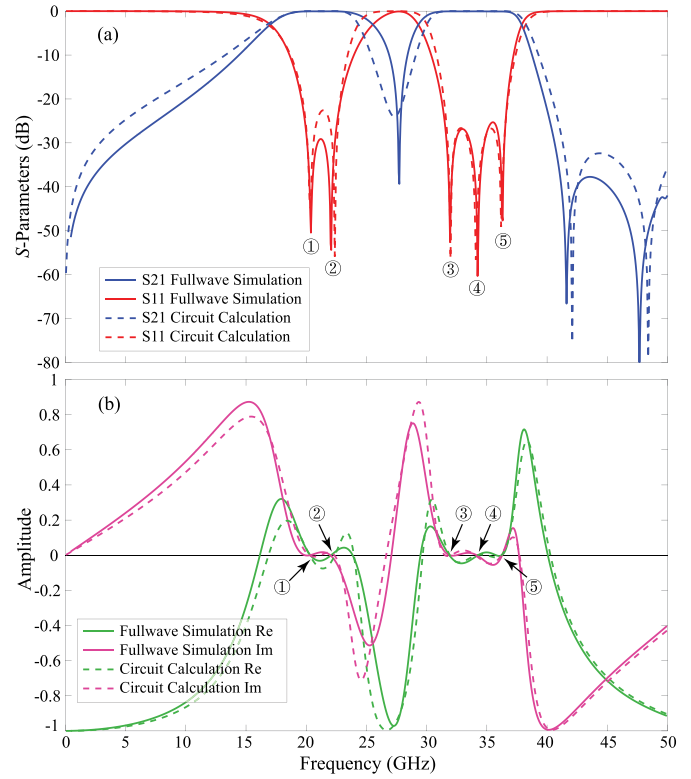 (a)
0
-10
-20
-30
-40
-50
-60
-70
-80
S-Parameters (dB)
①
②
③
④
⑤
S21 Fullwave Simulation
S11 Fullwave Simulation
S21 Circuit Calculation
S11 Circuit Calculation
(b)
1
0.8
0.6
0.4
0.2
0
-0.2
-0.4
-0.6
-0.8
-1
Amplitude
②
③
④
①
⑤
Fullwave Simulation Re
Fullwave Simulation Im
Circuit Calculation Re
Circuit Calculation Im
0 5 10 15 20 25 30 35 40 45 50
Frequency (GHz)